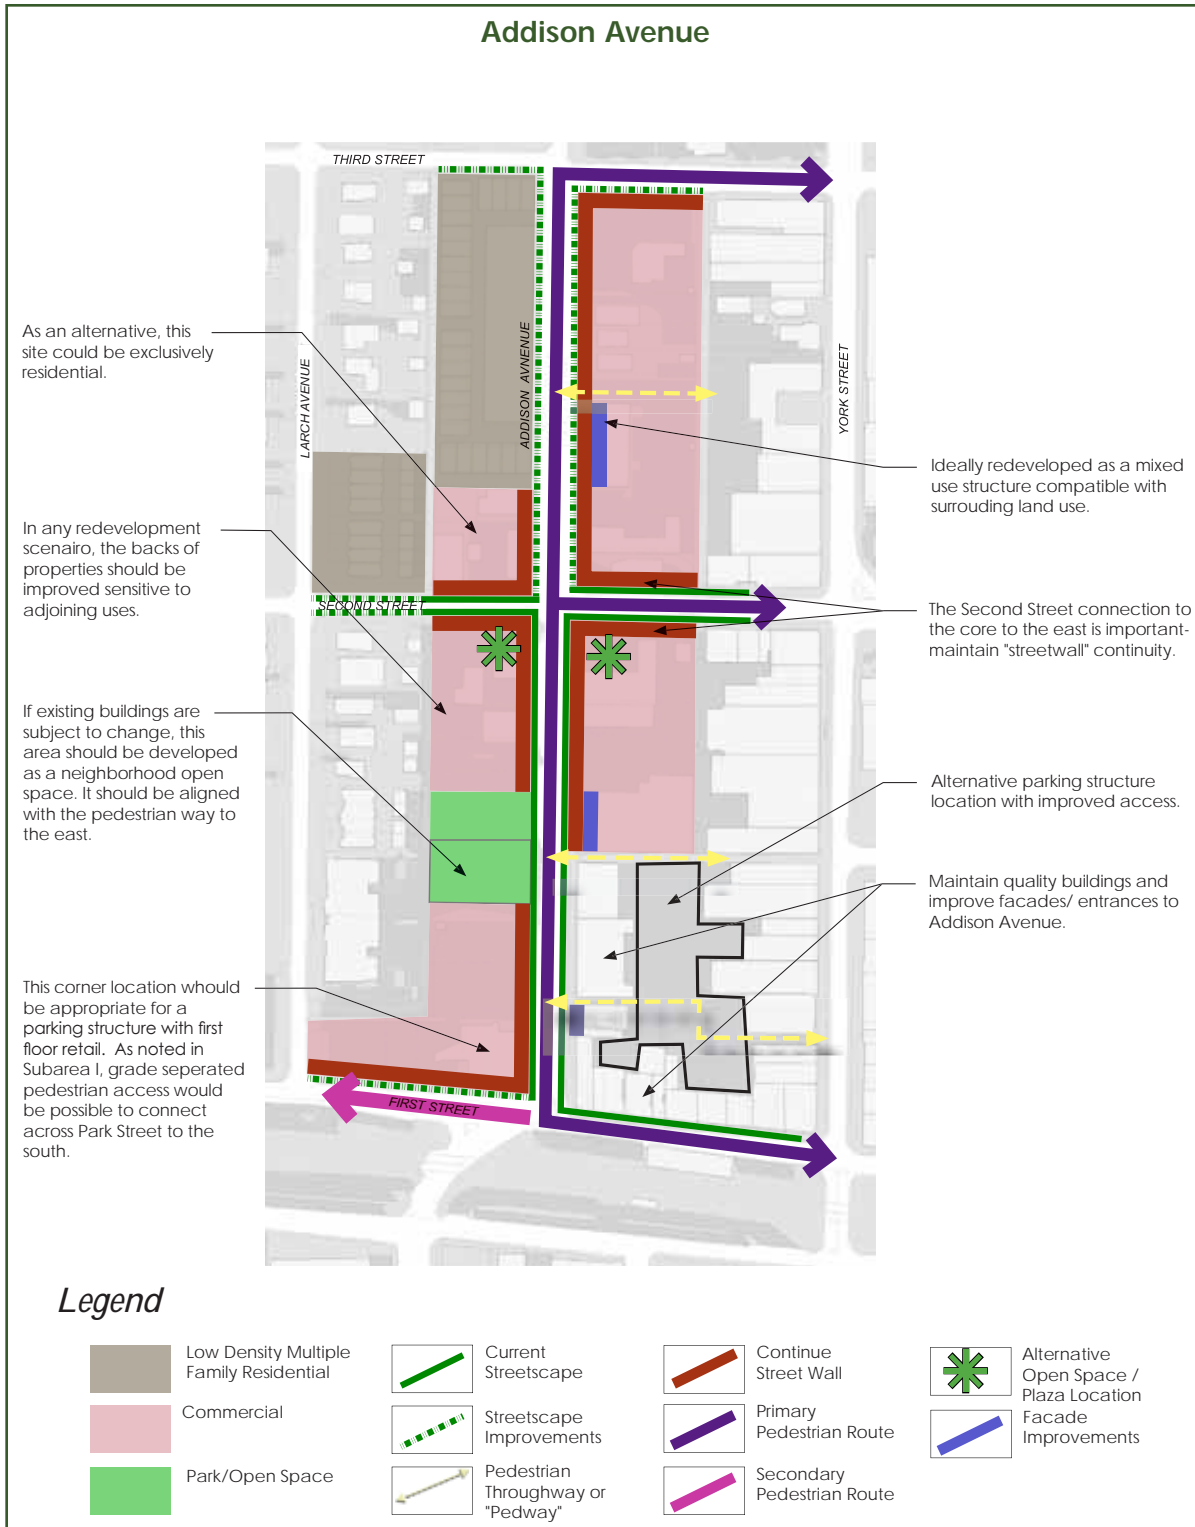 Addison Avenue
THIRD STREET
LARCH AVENUE
ADDISON AVNENUE
YORK STREET
SECOND STREET
FIRST STREET
As an alternative, this
site could be exclusively
residential.
In any redevelopment
scenairo, the backs of
properties should be
improved sensitive to
adjoining uses.
If existing buildings are
subject to change, this
area should be developed
as a neighborhood open
space. It should be aligned
with the pedestrian way to
the east.
This corner location whould
be appropriate for a
parking structure with first
floor retail. As noted in
Subarea I, grade seperated
pedestrian access would
be possible to connect
across Park Street to the
south.
Ideally redeveloped as a mixed
use structure compatible with
surrouding land use.
The Second Street connection to
the core to the east is important-
maintain "streetwall" continuity.
Alternative parking structure
location with improved access.
Maintain quality buildings and
improve facades/ entrances to
Addison Avenue.
Legend
Low Density Multiple
Family Residential
Commercial
Park/Open Space
Current
Streetscape
Streetscape
Improvements
Pedestrian
Throughway or
"Pedway"
Continue
Street Wall
Primary
Pedestrian Route
Secondary
Pedestrian Route
Alternative
Open Space /
Plaza Location
Facade
Improvements